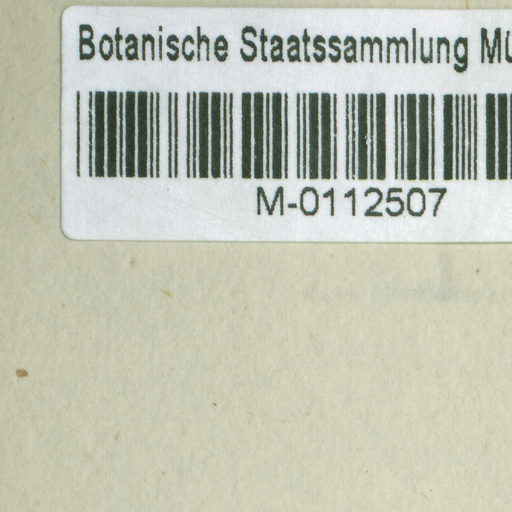 Botanische Staatssammlung Mü
M-0112507